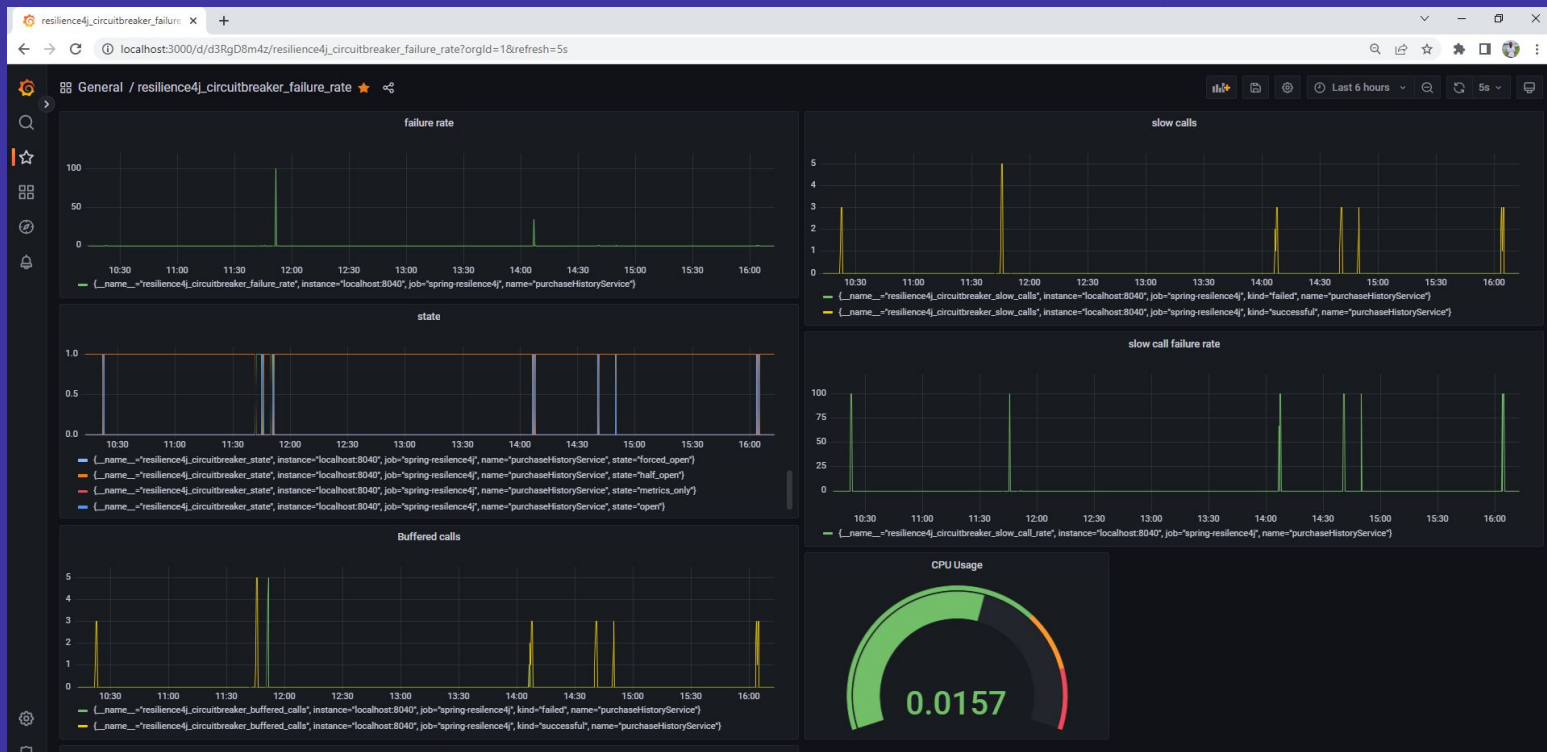 resilience4j_circuitbreaker_failure
localhost:3000/d/d3RgD8m4z/resilience4j_circuitbreaker_failure_rate?orgId=1&refresh=5s
General / resilience4j_circuitbreaker_failure_rate
Last 6 hours
5s
failure rate
100
50
0
10:30 11:00 11:30 12:00 12:30 13:00 13:30 14:00 14:30 15:00 15:30 16:00
{__name__="resilience4j_circuitbreaker_failure_rate", instance="localhost:8040", job="spring-resilence4j", name="purchaseHistoryService"}
slow calls
5
4
3
2
1
0
10:30 11:00 11:30 12:00 12:30 13:00 13:30 14:00 14:30 15:00 15:30 16:00
{__name__="resilience4j_circuitbreaker_slow_calls", instance="localhost:8040", job="spring-resilence4j", kind="failed", name="purchaseHistoryService"}
{__name__="resilience4j_circuitbreaker_slow_calls", instance="localhost:8040", job="spring-resilence4j", kind="successful", name="purchaseHistoryService"}
state
1.0
0.5
0.0
10:30 11:00 11:30 12:00 12:30 13:00 13:30 14:00 14:30 15:00 15:30 16:00
{__name__="resilience4j_circuitbreaker_state", instance="localhost:8040", job="spring-resilence4j", name="purchaseHistoryService", state="forced_open"}
{__name__="resilience4j_circuitbreaker_state", instance="localhost:8040", job="spring-resilence4j", name="purchaseHistoryService", state="half_open"}
{__name__="resilience4j_circuitbreaker_state", instance="localhost:8040", job="spring-resilence4j", name="purchaseHistoryService", state="metrics_only"}
{__name__="resilience4j_circuitbreaker_state", instance="localhost:8040", job="spring-resilence4j", name="purchaseHistoryService", state="open"}
slow call failure rate
100
75
50
25
0
10:30 11:00 11:30 12:00 12:30 13:00 13:30 14:00 14:30 15:00 15:30 16:00
{__name__="resilience4j_circuitbreaker_slow_call_rate", instance="localhost:8040", job="spring-resilence4j", name="purchaseHistoryService"}
Buffered calls
5
4
3
2
1
0
10:30 11:00 11:30 12:00 12:30 13:00 13:30 14:00 14:30 15:00 15:30 16:00
{__name__="resilience4j_circuitbreaker_buffered_calls", instance="localhost:8040", job="spring-resilence4j", kind="failed", name="purchaseHistoryService"}
{__name__="resilience4j_circuitbreaker_buffered_calls", instance="localhost:8040", job="spring-resilence4j", kind="successful", name="purchaseHistoryService"}
CPU Usage
0.0157